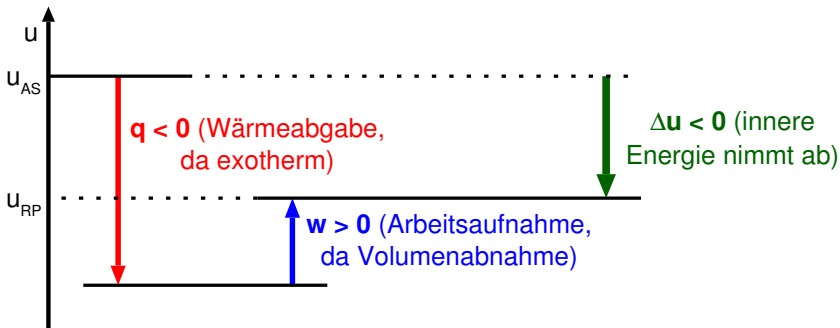 u
u_AS
q < 0 (Wärmeabgabe,
da exotherm)
Δu < 0 (innere
Energie nimmt ab)
u_RP
w > 0 (Arbeitsaufnahme,
da Volumenabnahme)